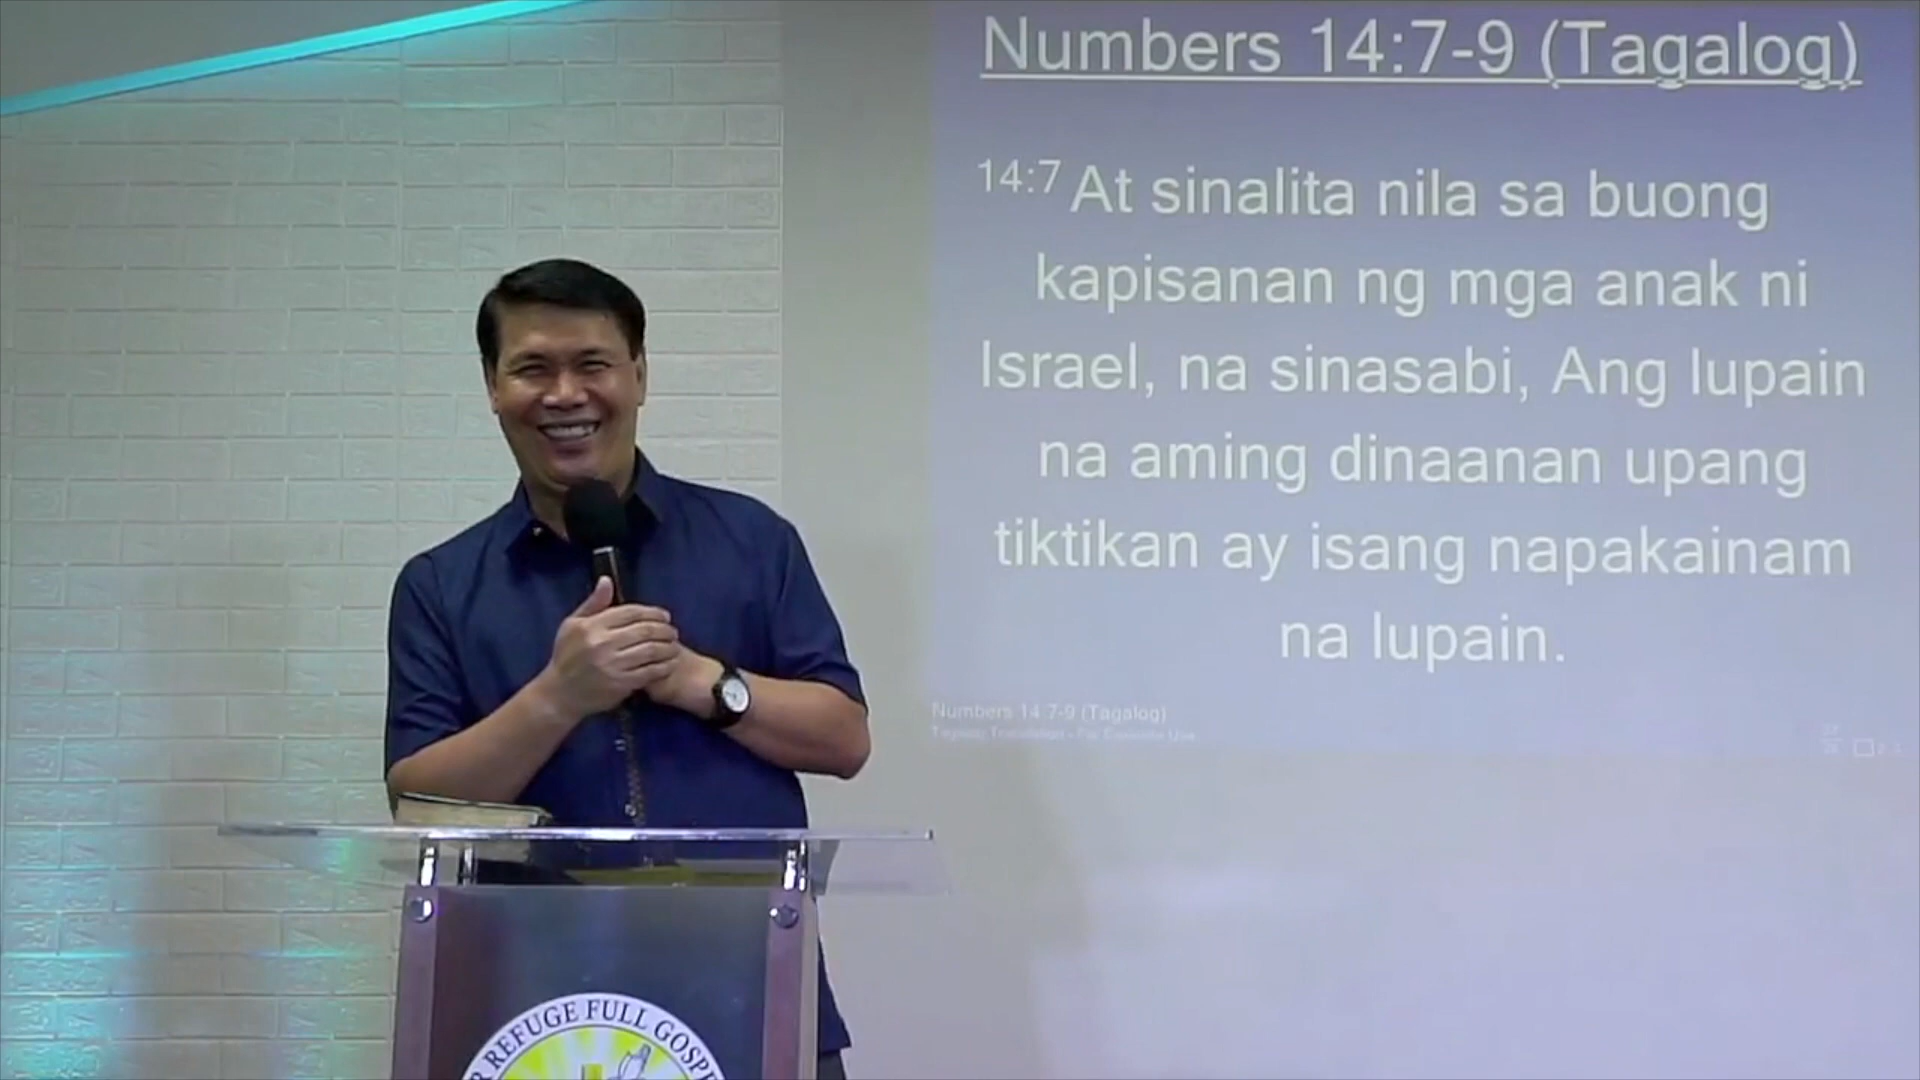 Numbers 14:7-9 (Tagalog)
14:7 At sinalita nila sa buong
kapisanan ng mga anak ni
Israel, na sinasabi, Ang lupain
na aming dinaanan upang
tiktikan ay isang napakainam
na lupain.
Numbers 14:7-9 (Tagalog)
REFUGE FULL GOSPE